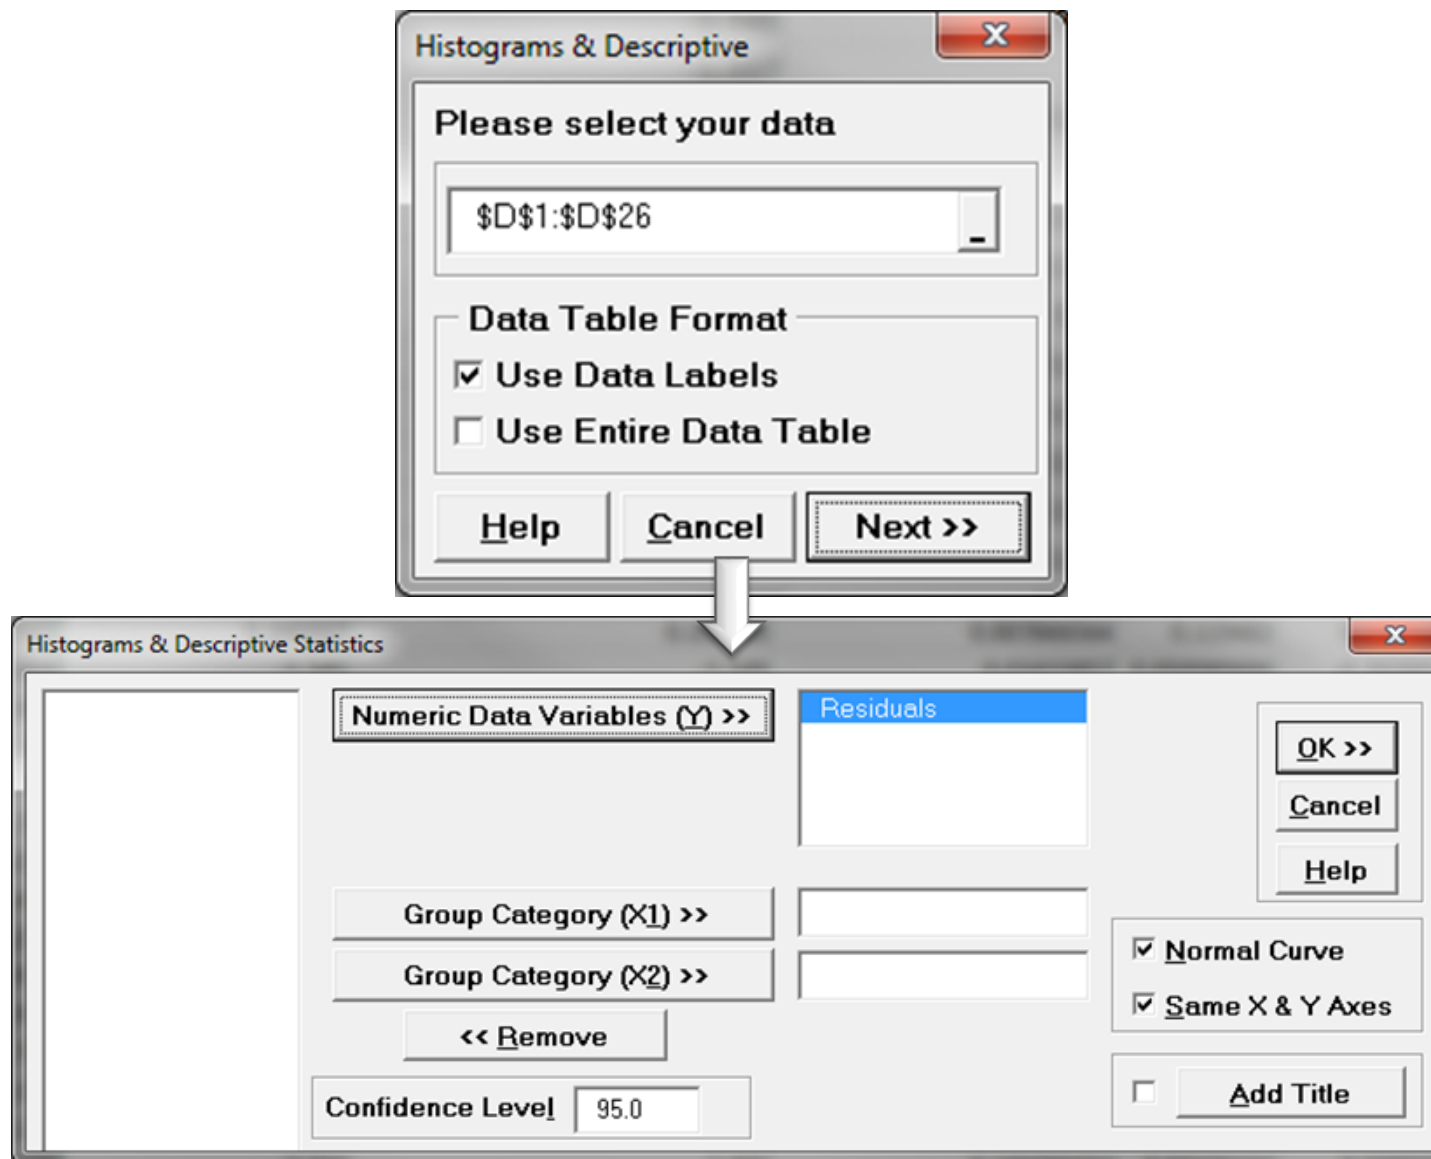 Histograms & Descriptive
Please select your data
$D$1:$D$26
Data Table Format
Use Data Labels
Use Entire Data Table
Help Cancel Next >>
Histograms & Descriptive Statistics
Numeric Data Variables (Y) >>
Residuals
OK >>
Cancel
Help
Group Category (X1) >>
Group Category (X2) >>
<< Remove
Normal Curve
Same X & Y Axes
Confidence Level 95.0
Add Title